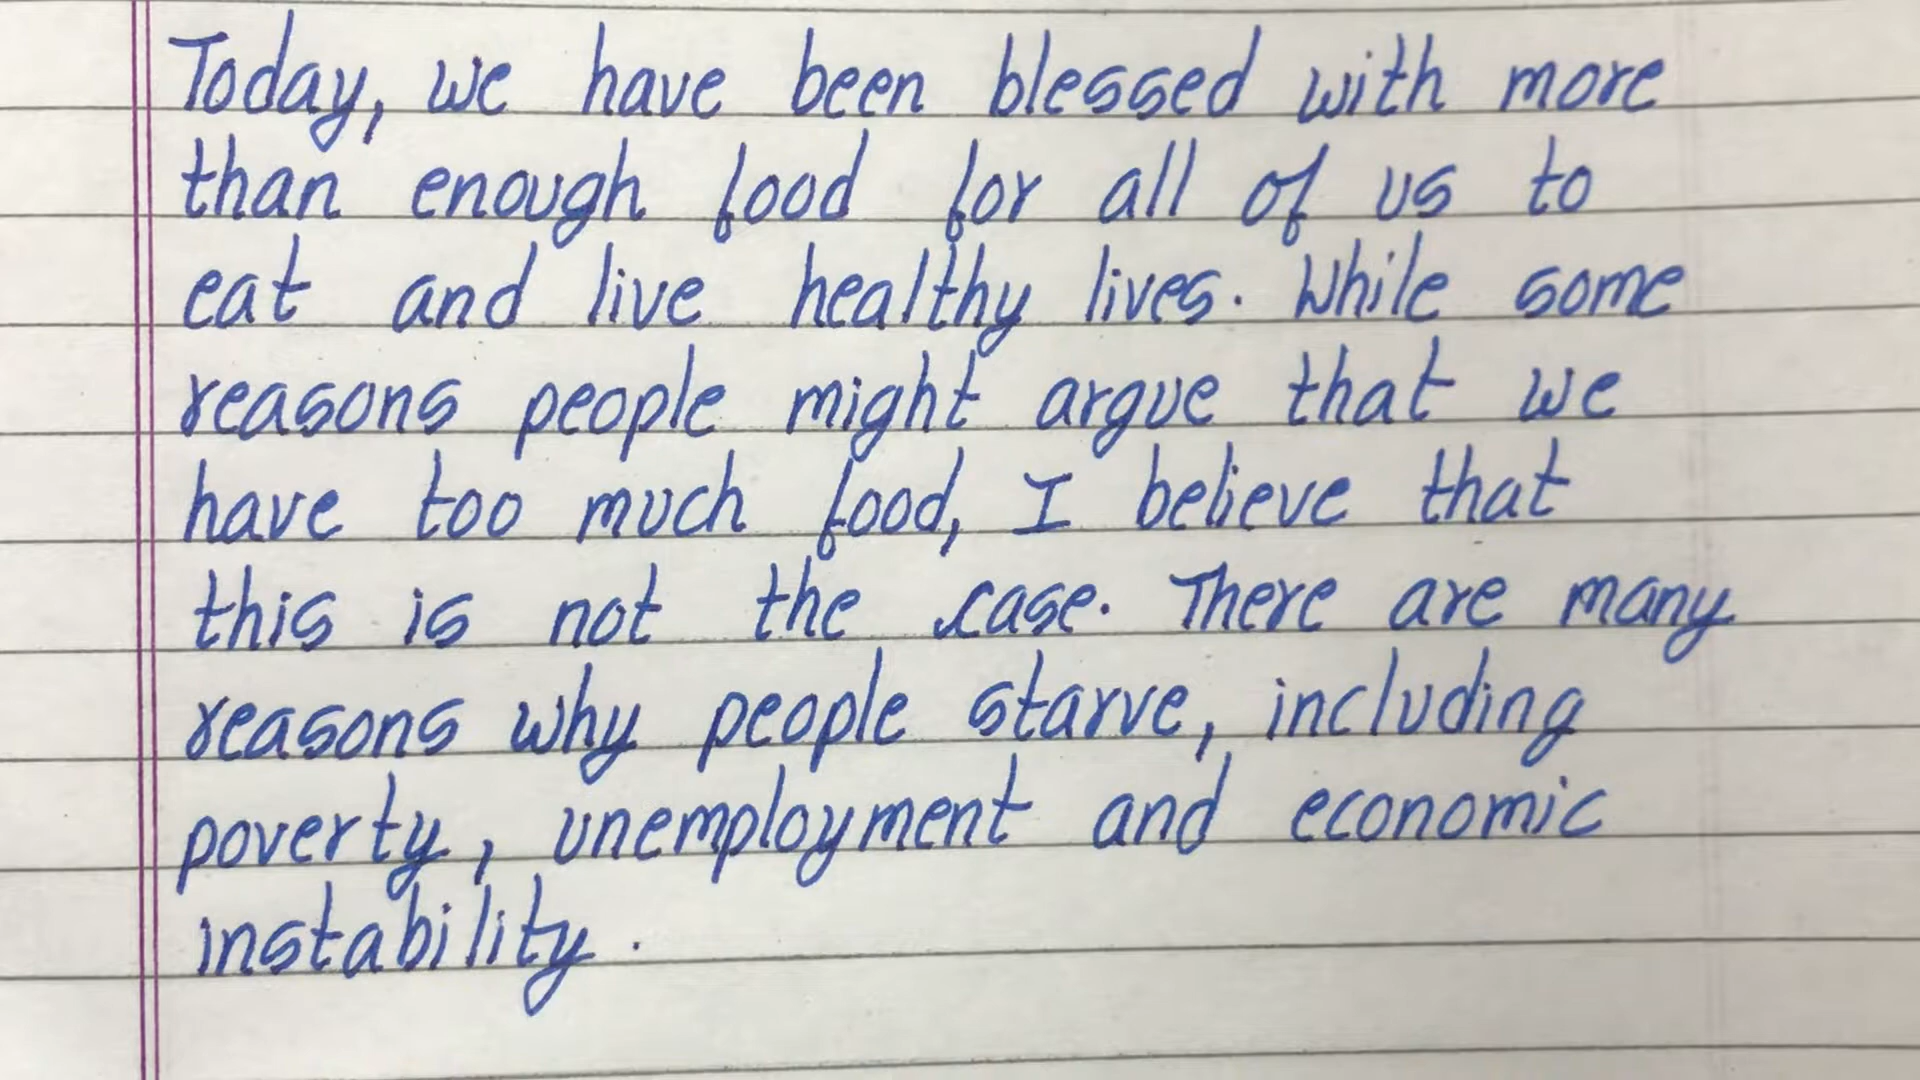 Today, we have been blessed with more
than enough food for all of us to
eat and live healthy lives. While some
reasons people might argue that we
have too much food, I believe that
this is not the case. There are many
reasons why people starve, including
poverty, unemployment and economic
instability.